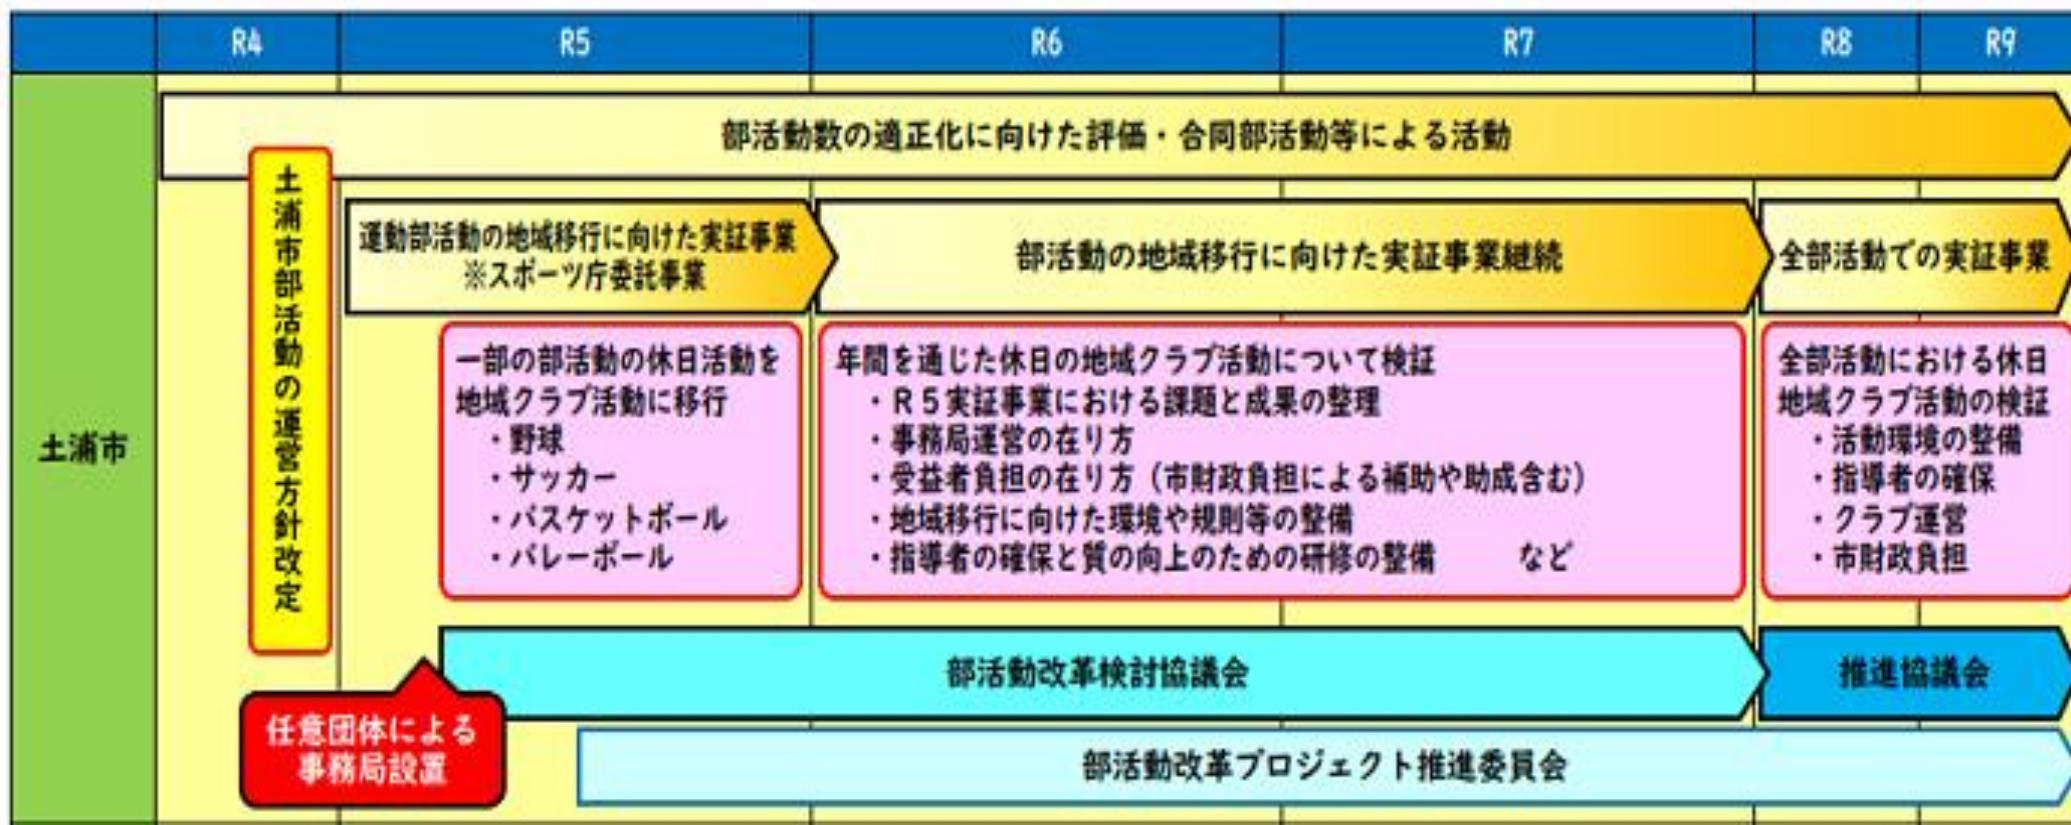 R4
R5
R6
R7
R8
R9
土浦市
部活動数の適正化に向けた評価・合同部活動等による活動
土浦市部活動の運営方針改定
運動部活動の地域移行に向けた実証事業
※スポーツ庁委託事業
部活動の地域移行に向けた実証事業継続
全部活動での実証事業
一部の部活動の休日活動を
地域クラブ活動に移行
・野球
・サッカー
・バスケットボール
・バレーボール
年間を通じた休日の地域クラブ活動について検証
・R5実証事業における課題と成果の整理
・事務局運営の在り方
・受益者負担の在り方（市財政負担による補助や助成含む）
・地域移行に向けた環境や規則等の整備
・指導者の確保と質の向上のための研修の整備　　など
全部活動における休日
地域クラブ活動の検証
・活動環境の整備
・指導者の確保
・クラブ運営
・市財政負担
部活動改革検討協議会
推進協議会
任意団体による
事務局設置
部活動改革プロジェクト推進委員会